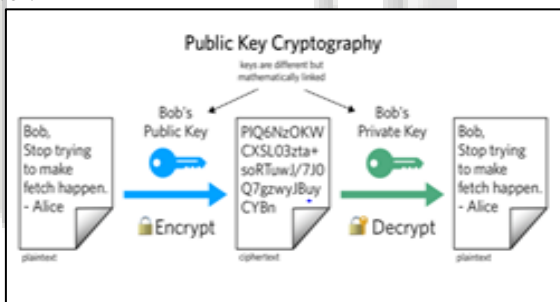 Public Key Cryptography
keys are different but
mathematically linked
Bob's
Public Key
Bob's
Private Key
Bob,
Stop trying
to make
fetch happen.
- Alice
plaintext
Encrypt
PIQ6NzOKW
CXSL03zta+
soRTuwJ/7J0
Q7gzwyJBuy
CYBn
ciphertext
Decrypt
Bob,
Stop trying
to make
fetch happen.
- Alice
plaintext